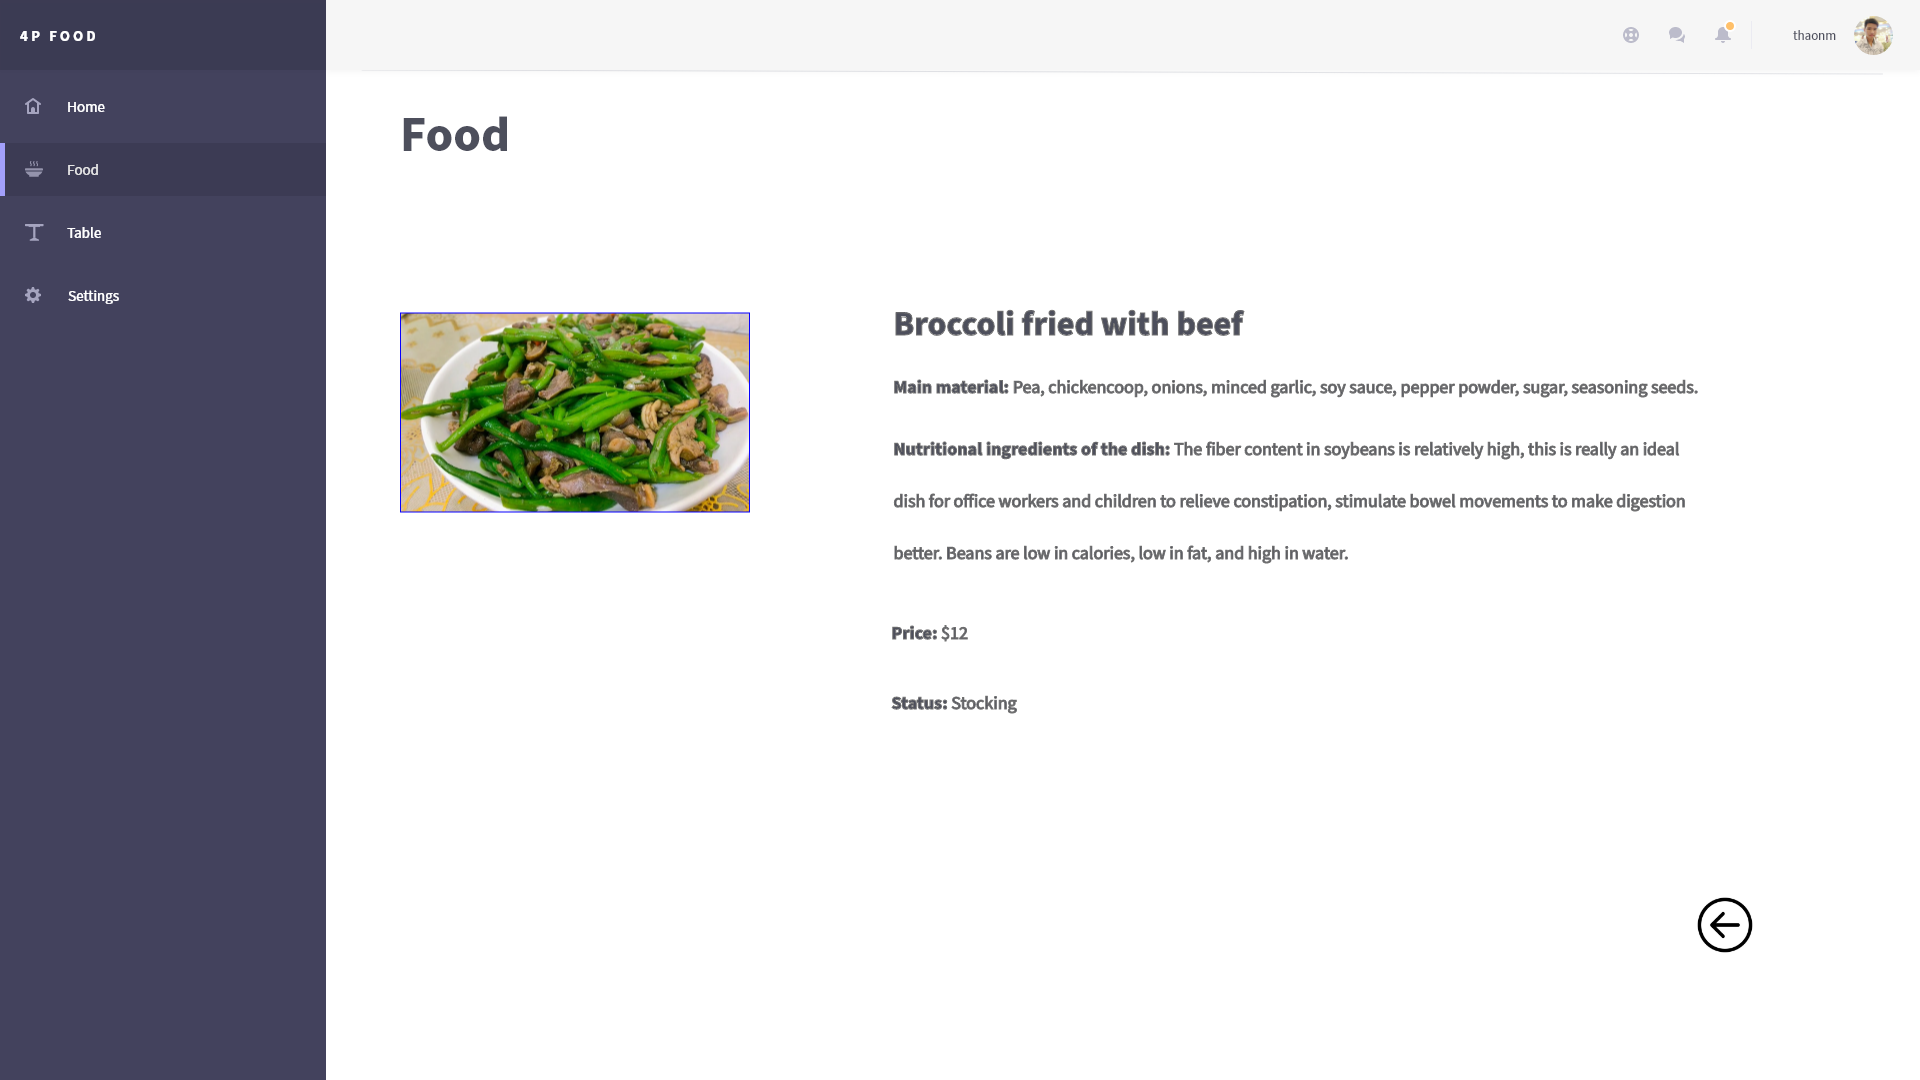 4P FOOD
thaonm
Home
Food
Table
Settings
Food
Broccoli fried with beef
Main material: Pea, chickencoop, onions, minced garlic, soy sauce, pepper powder, sugar, seasoning seeds.
Nutritional ingredients of the dish: The fiber content in soybeans is relatively high, this is really an ideal
dish for office workers and children to relieve constipation, stimulate bowel movements to make digestion
better. Beans are low in calories, low in fat, and high in water.
Price: $12
Status: Stocking